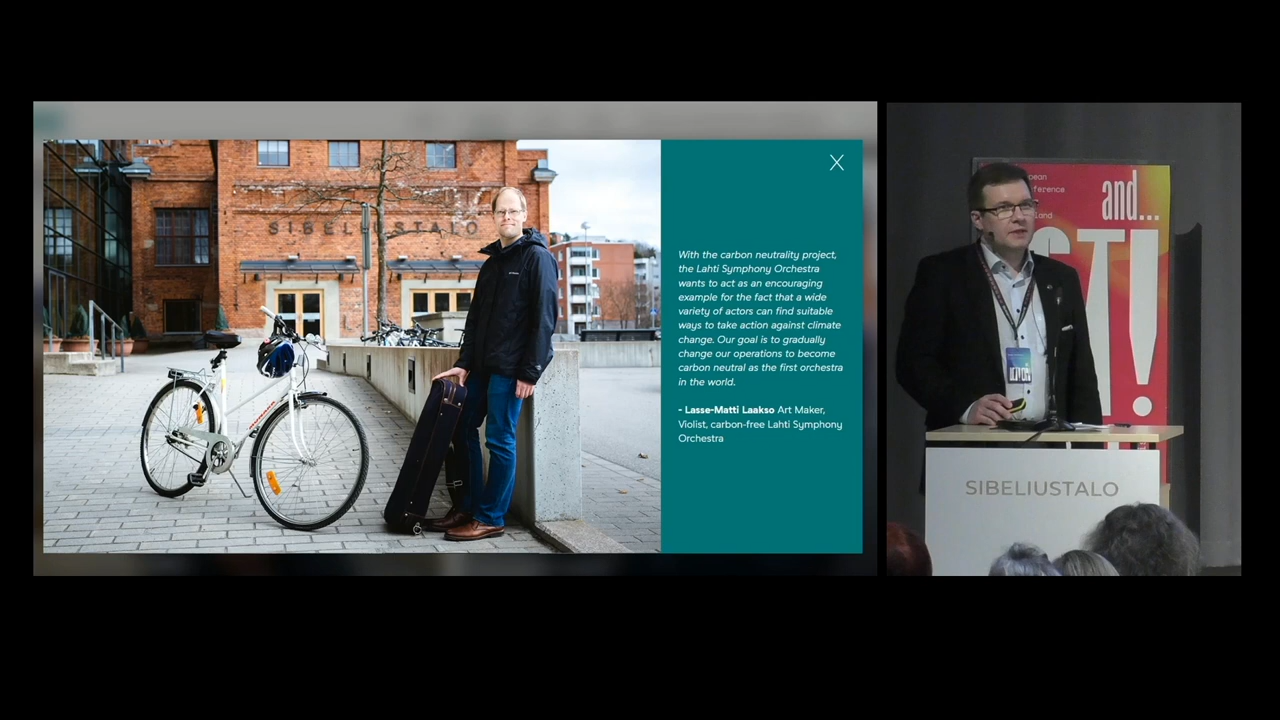 SIBELIUSTALO
X
With the carbon neutrality project,
the Lahti Symphony Orchestra
wants to act as an encouraging
example for the fact that a wide
variety of actors can find suitable
ways to take action against climate
change. Our goal is to gradually
change our operations to become
carbon neutral as the first orchestra
in the world.
- Lasse-Matti Laakso Art Maker,
Violist, carbon-free Lahti Symphony
Orchestra
and...
SIBELIUSTALO